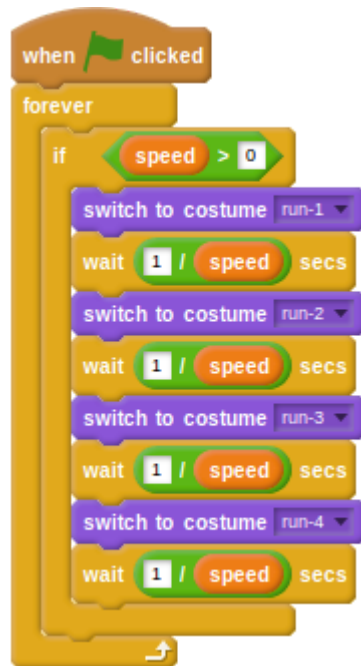 when clicked
forever
if speed > 0
switch to costume run-1
wait 1 / speed secs
switch to costume run-2
wait 1 / speed secs
switch to costume run-3
wait 1 / speed secs
switch to costume run-4
wait 1 / speed secs